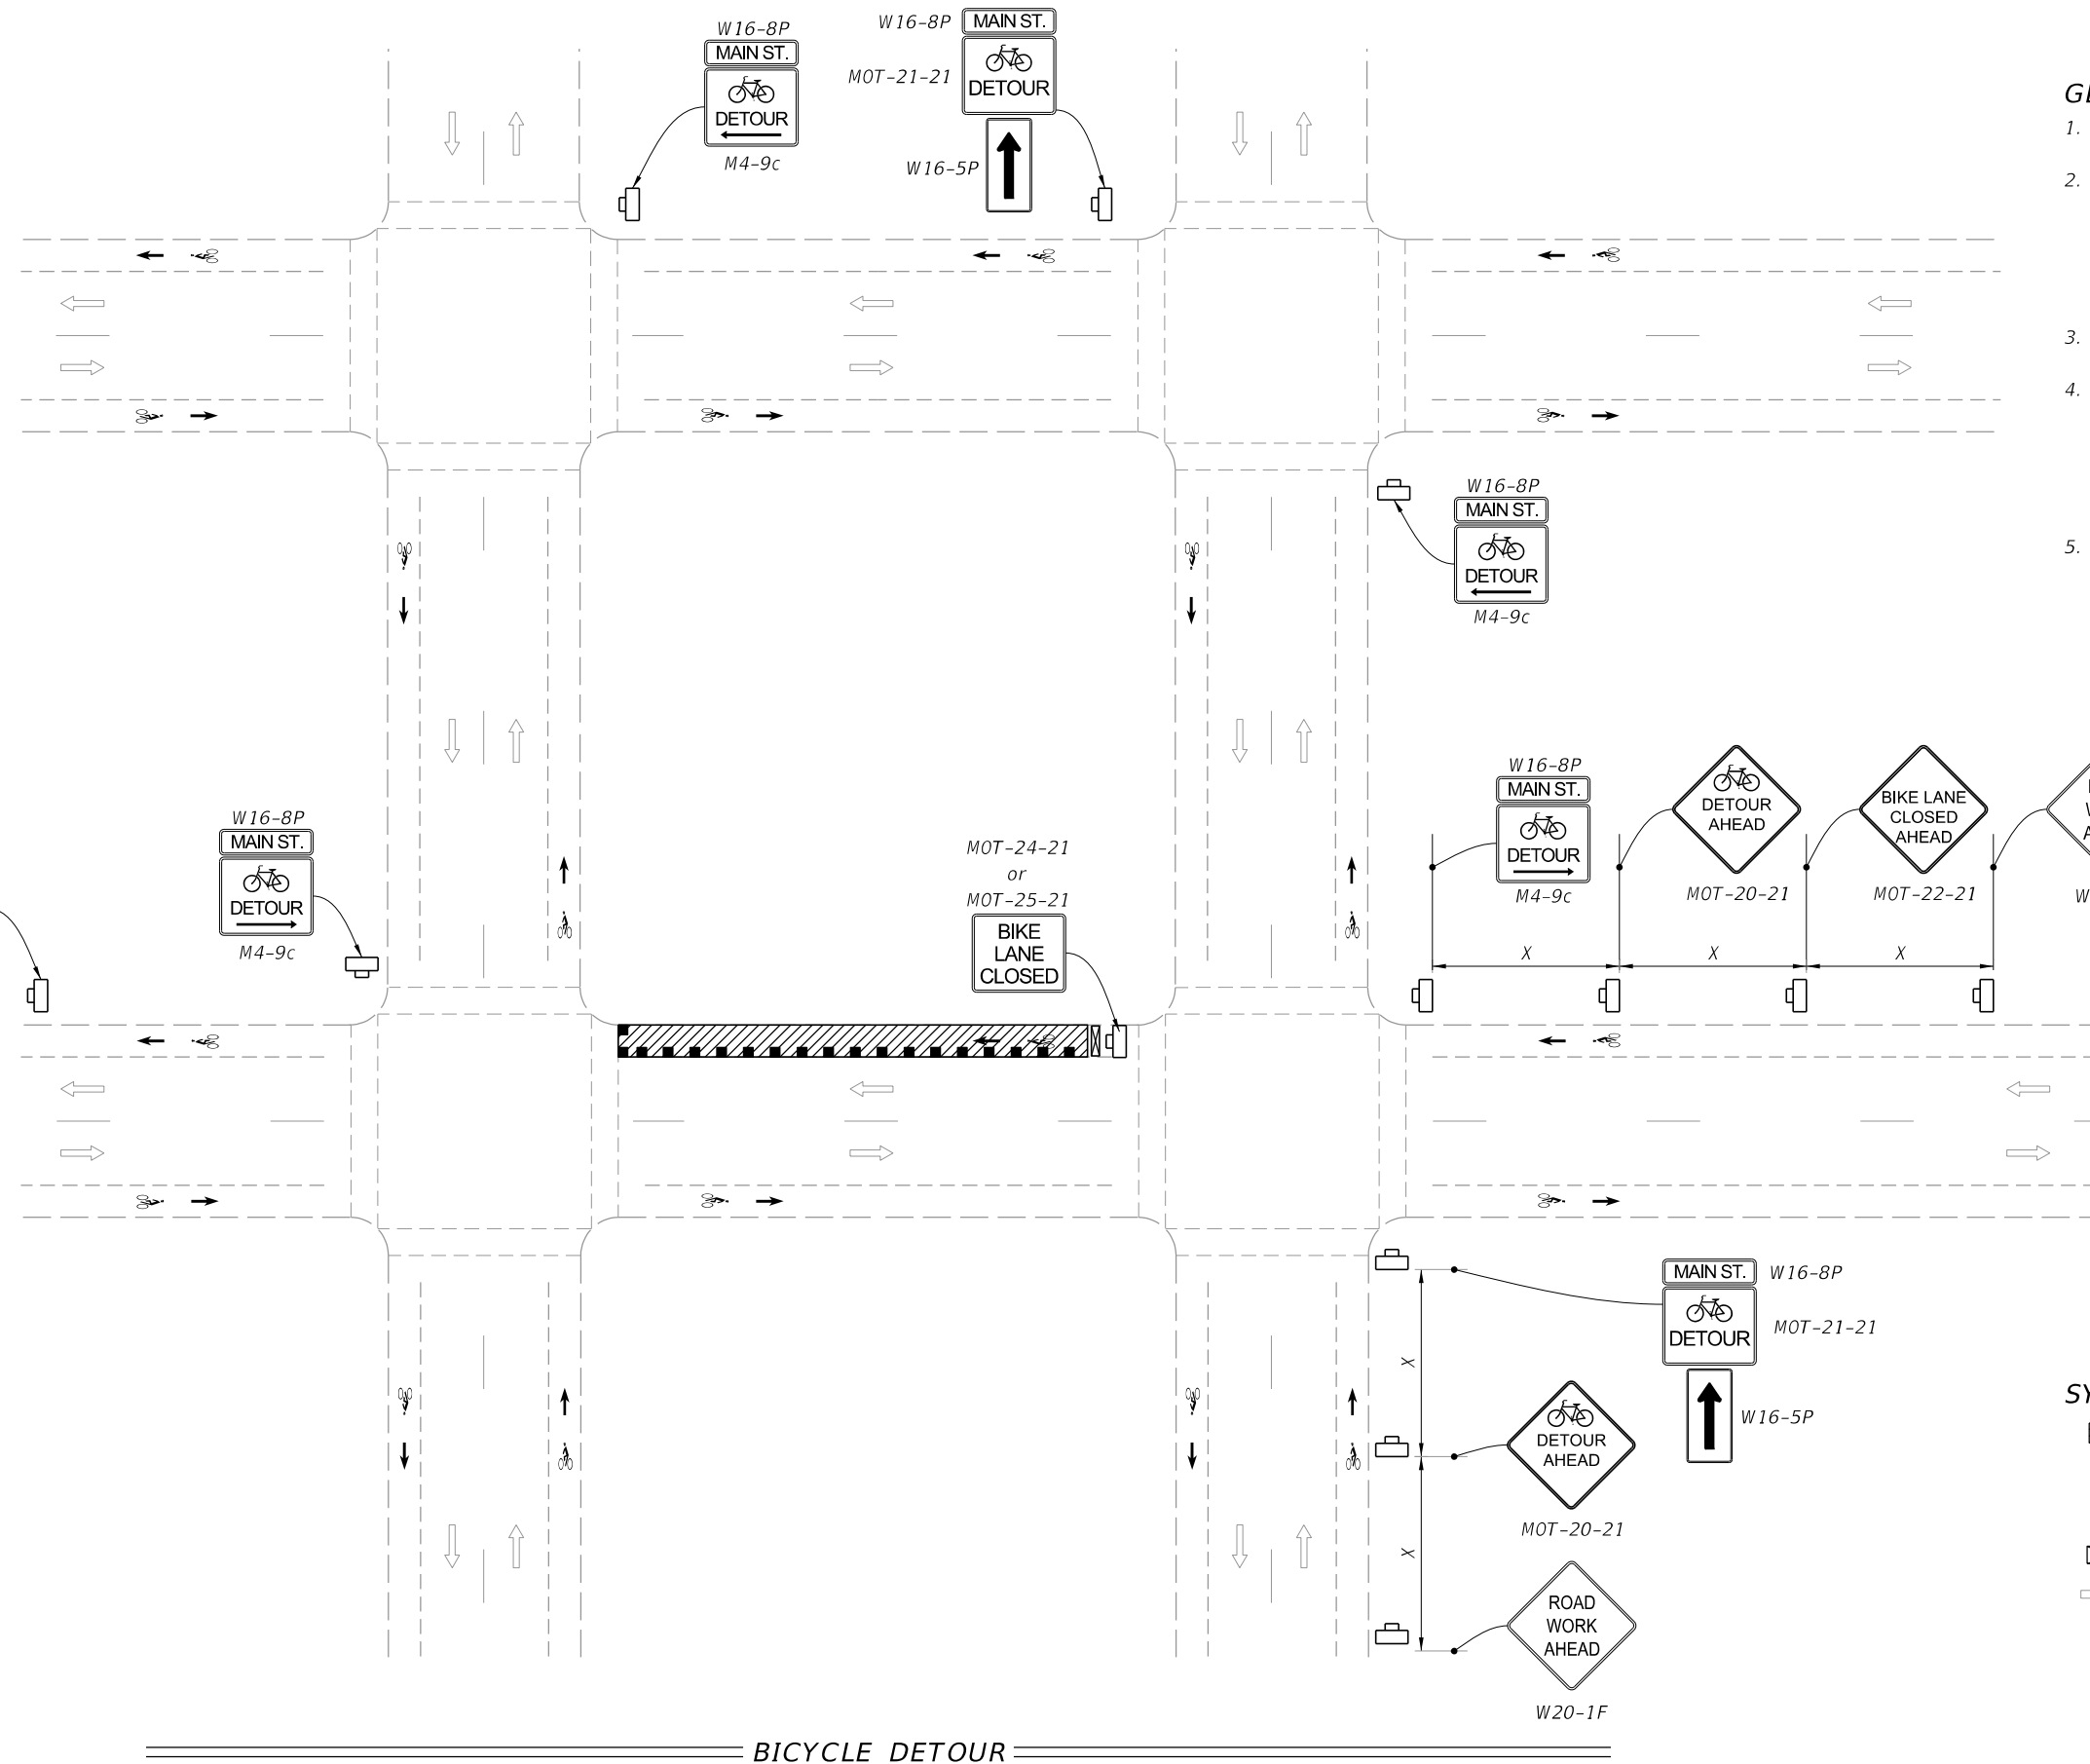 W16-8P
MAIN ST.
DETOUR
M4-9c
W16-8P
MAIN ST.
MOT-21-21
DETOUR
W16-5P
1.
2.
3.
4.
5.
W16-8P
MAIN ST.
DETOUR
M4-9c
W16-8P
MAIN ST.
DETOUR
M4-9c
DETOUR
AHEAD
MOT-20-21
BIKE LANE
CLOSED
AHEAD
MOT-22-21
X
X
X
W16-8P
MAIN ST.
DETOUR
M4-9c
MOT-24-21
or
MOT-25-21
BIKE
LANE
CLOSED
MAIN ST.
W16-8P
DETOUR
MOT-21-21
W16-5P
X
DETOUR
AHEAD
MOT-20-21
X
ROAD
WORK
AHEAD
W20-1F
BICYCLE DETOUR